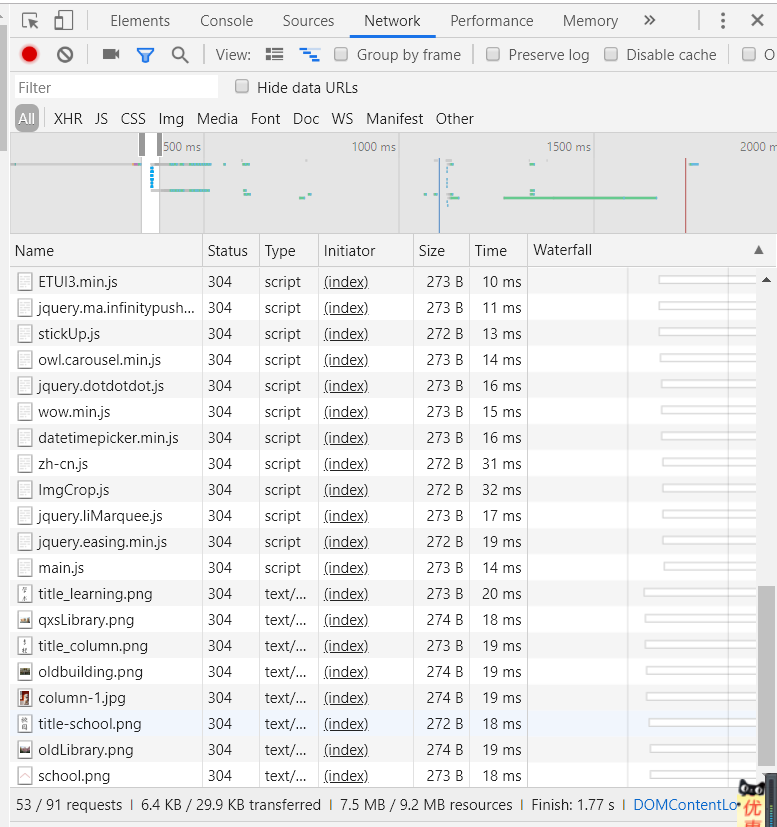 Elements Console Sources Network Performance Memory
View: Group by frame Preserve log Disable cache O
Filter Hide data URLs
All XHR JS CSS Img Media Font Doc WS Manifest Other
500 ms 1000 ms 1500 ms 2000 m
Name Status Type Initiator Size Time Waterfall
ETUI3.min.js 304 script (index) 273 B 10 ms
jquery.ma.infinitypush... 304 script (index) 273 B 11 ms
stickUp.js 304 script (index) 272 B 13 ms
owl.carousel.min.js 304 script (index) 273 B 14 ms
jquery.dotdotdot.js 304 script (index) 273 B 16 ms
wow.min.js 304 script (index) 273 B 15 ms
datetimepicker.min.js 304 script (index) 273 B 16 ms
zh-cn.js 304 script (index) 272 B 31 ms
ImgCrop.js 304 script (index) 272 B 32 ms
jquery.liMarquee.js 304 script (index) 273 B 17 ms
jquery.easing.min.js 304 script (index) 272 B 19 ms
main.js 304 script (index) 273 B 14 ms
title_learning.png 304 text/... (index) 273 B 20 ms
qxsLibrary.png 304 text/... (index) 274 B 18 ms
title_column.png 304 text/... (index) 273 B 19 ms
oldbuilding.png 304 text/... (index) 274 B 19 ms
column-1.jpg 304 text/... (index) 274 B 19 ms
title-school.png 304 text/... (index) 272 B 18 ms
oldLibrary.png 304 text/... (index) 274 B 19 ms
school.png 304 text/... (index) 273 B 18 ms
53 / 91 requests 6.4 KB / 29.9 KB transferred 7.5 MB / 9.2 MB resources Finish: 1.77 s DOMContentLo
优
惠